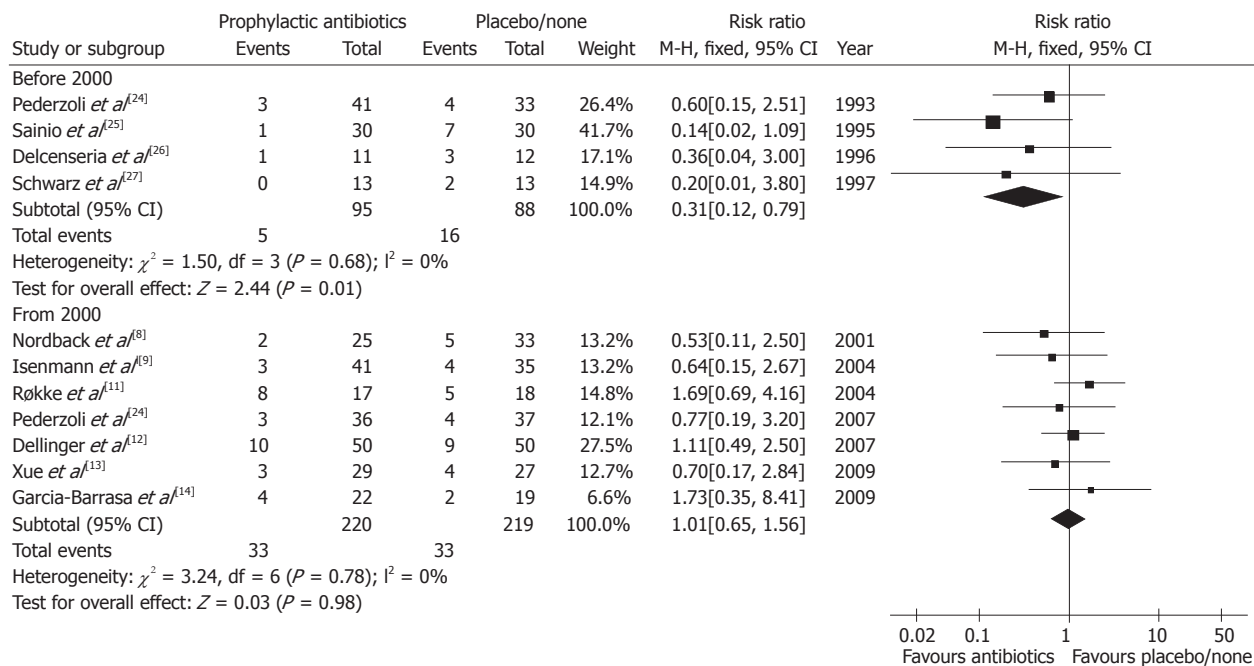 Prophylactic antibiotics Placebo/none Risk ratio Risk ratio
Study or subgroup Events Total Events Total Weight M-H, fixed, 95% CI Year M-H, fixed, 95% CI
Before 2000
Pederzoli et al[24] 3 41 4 33 26.4% 0.60[0.15, 2.51] 1993
Sainio et al[25] 1 30 7 30 41.7% 0.14[0.02, 1.09] 1995
Delcenseria et al[26] 1 11 3 12 17.1% 0.36[0.04, 3.00] 1996
Schwarz et al[27] 0 13 2 13 14.9% 0.20[0.01, 3.80] 1997
Subtotal (95% CI) 95 88 100.0% 0.31[0.12, 0.79]
Total events 5 16
Heterogeneity: χ² = 1.50, df = 3 (P = 0.68); I² = 0%
Test for overall effect: Z = 2.44 (P = 0.01)
From 2000
Nordback et al[8] 2 25 5 33 13.2% 0.53[0.11, 2.50] 2001
Isenmann et al[9] 3 41 4 35 13.2% 0.64[0.15, 2.67] 2004
Røkke et al[11] 8 17 5 18 14.8% 1.69[0.69, 4.16] 2004
Pederzoli et al[24] 3 36 4 37 12.1% 0.77[0.19, 3.20] 2007
Dellinger et al[12] 10 50 9 50 27.5% 1.11[0.49, 2.50] 2007
Xue et al[13] 3 29 4 27 12.7% 0.70[0.17, 2.84] 2009
Garcia-Barrasa et al[14] 4 22 2 19 6.6% 1.73[0.35, 8.41] 2009
Subtotal (95% CI) 220 219 100.0% 1.01[0.65, 1.56]
Total events 33 33
Heterogeneity: χ² = 3.24, df = 6 (P = 0.78); I² = 0%
Test for overall effect: Z = 0.03 (P = 0.98)
0.02 0.1 1 10 50
Favours antibiotics Favours placebo/none